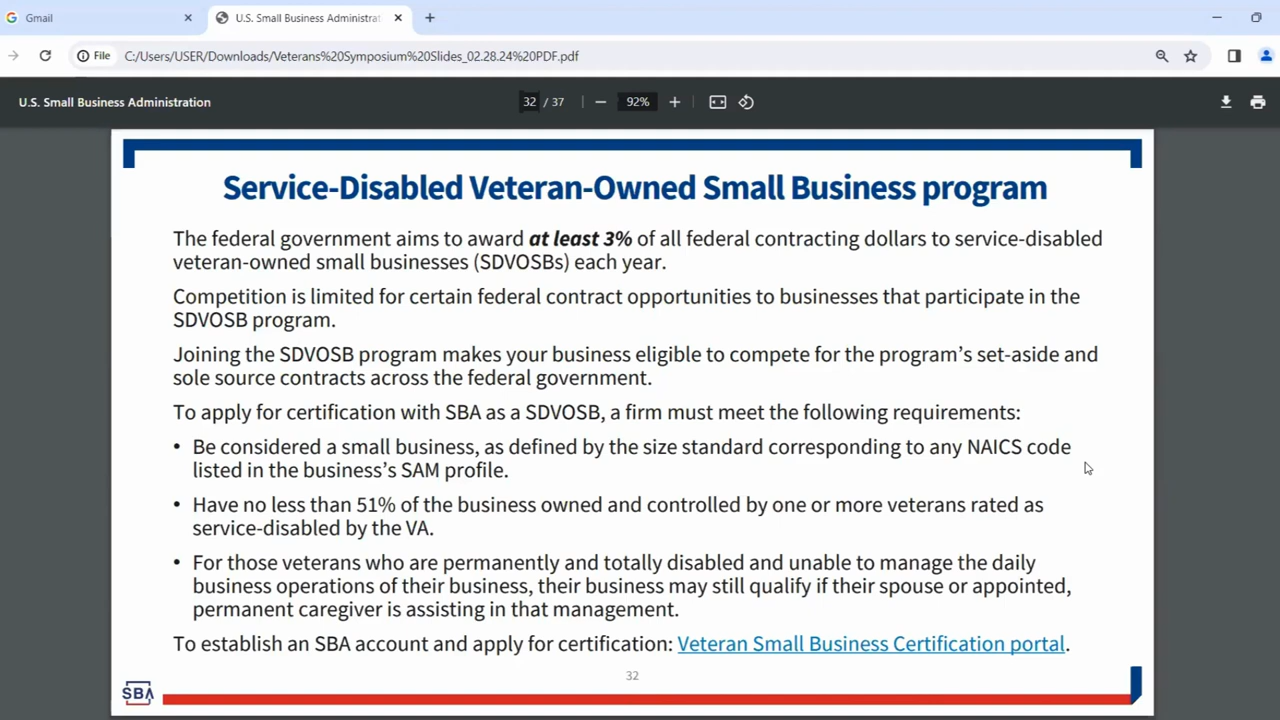 Gmail
U.S. Small Business Administrat
File
C:/Users/USER/Downloads/Veterans%20Symposium%20Slides_02.28.24%20PDF.pdf
U.S. Small Business Administration
32 / 37
92%
Service-Disabled Veteran-Owned Small Business program
The federal government aims to award at least 3% of all federal contracting dollars to service-disabled
veteran-owned small businesses (SDVOSBs) each year.
Competition is limited for certain federal contract opportunities to businesses that participate in the
SDVOSB program.
Joining the SDVOSB program makes your business eligible to compete for the program’s set-aside and
sole source contracts across the federal government.
To apply for certification with SBA as a SDVOSB, a firm must meet the following requirements:
• Be considered a small business, as defined by the size standard corresponding to any NAICS code
listed in the business’s SAM profile.
• Have no less than 51% of the business owned and controlled by one or more veterans rated as
service-disabled by the VA.
• For those veterans who are permanently and totally disabled and unable to manage the daily
business operations of their business, their business may still qualify if their spouse or appointed,
permanent caregiver is assisting in that management.
To establish an SBA account and apply for certification: Veteran Small Business Certification portal.
32
SBA